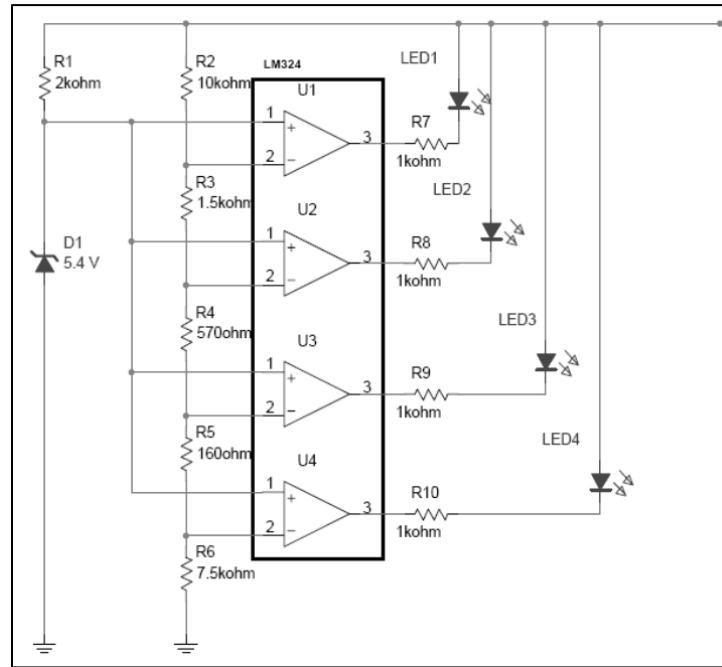 LM324
R1
2kohm
R2
10kohm
U1
1
+
2
−
3
R7
1kohm
LED1
R3
1.5kohm
U2
1
+
2
−
3
R8
1kohm
LED2
D1
5.4 V
R4
570ohm
U3
1
+
2
−
3
R9
1kohm
LED3
R5
160ohm
U4
1
+
2
−
3
R10
1kohm
LED4
R6
7.5kohm